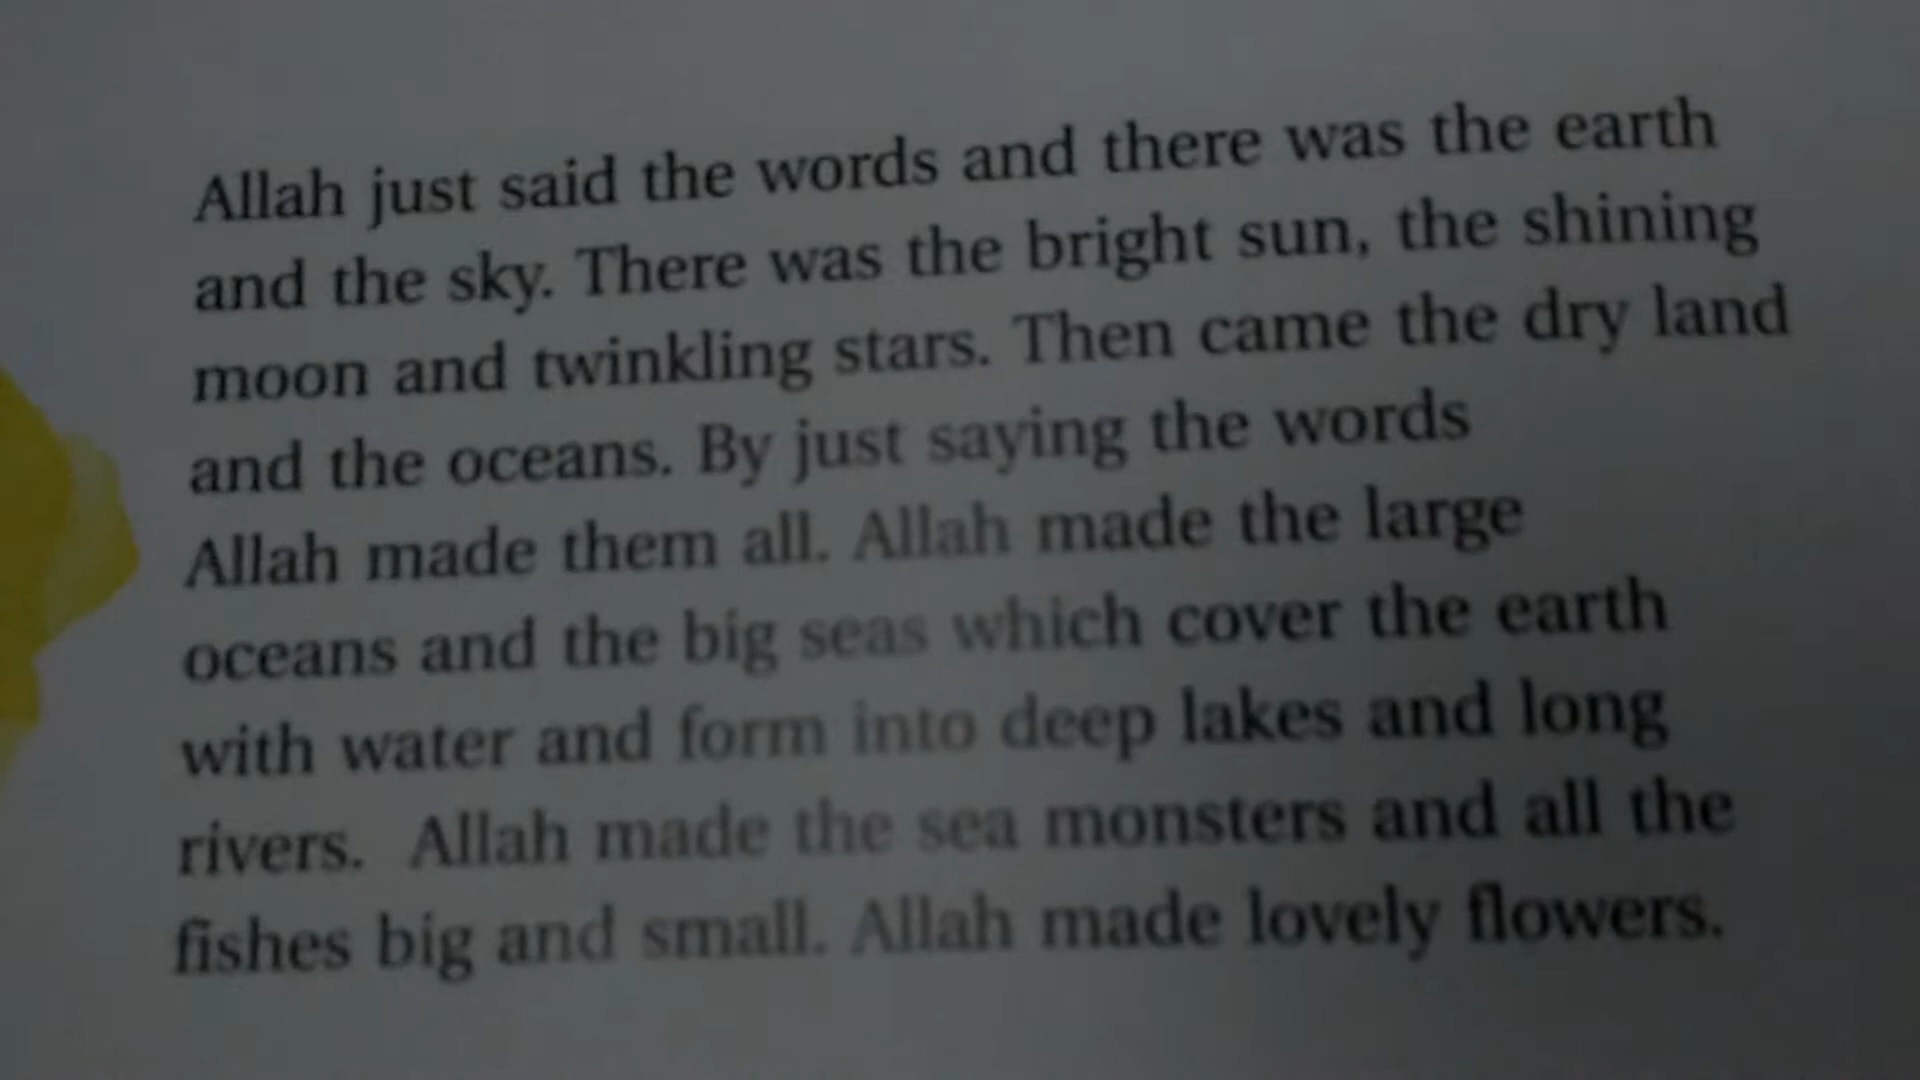 Allah just said the words and there was the earth
and the sky. There was the bright sun, the shining
moon and twinkling stars. Then came the dry land
and the oceans. By just saying the words
Allah made them all. Allah made the large
oceans and the big seas which cover the earth
with water and form into deep lakes and long
rivers. Allah made the sea monsters and all the
fishes big and small. Allah made lovely flowers.